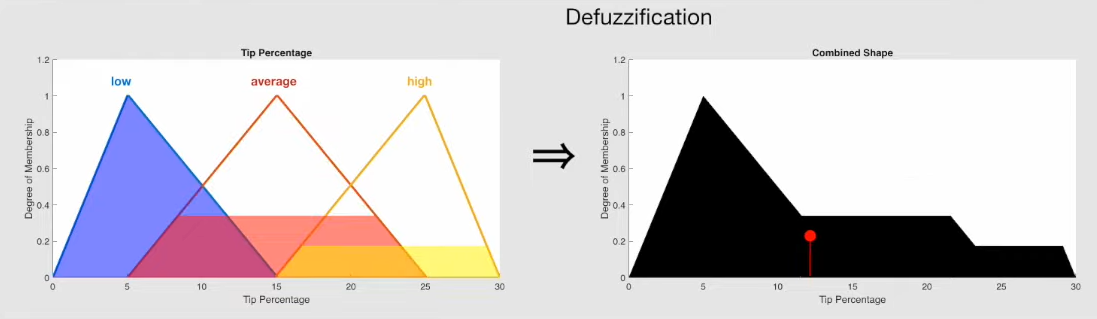 Defuzzification
Tip Percentage
low
average
high
Degree of Membership
1.2
1
0.8
0.6
0.4
0.2
0
0 5 10 15 20 25 30
Tip Percentage
⇒
Combined Shape
Degree of Membership
1.2
1
0.8
0.6
0.4
0.2
0
0 5 10 15 20 25 30
Tip Percentage